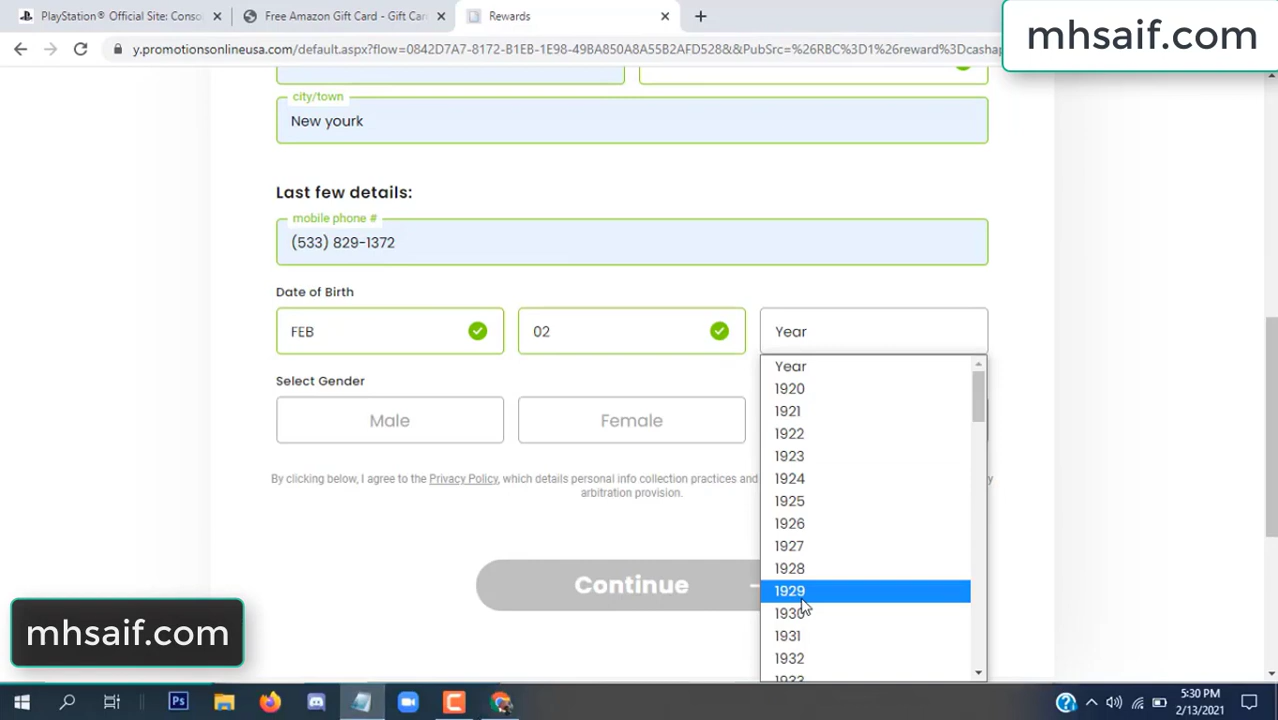 PlayStation® Official Site: Conso
Free Amazon Gift Card - Gift Car
Rewards
mhsaif.com
y.promotionsonlineusa.com/default.aspx?flow=0842D7A7-8172-B1EB-1E98-49BA850A8A55B2AFD528&&PubSrc=%26RBC%3D1%26reward%3Dcasha
city/town
New yourk
Last few details:
mobile phone #
(533) 829-1372
Date of Birth
FEB
02
Year
Year
1920
Select Gender
1921
Male
Female
1922
1923
By clicking below, I agree to the Privacy Policy, which details personal info collection practices and
1924
arbitration provision.
1925
1926
1927
1928
Continue
1929
1930
mhsaif.com
1931
1932
1933
Ps
5:30 PM
2/13/2021